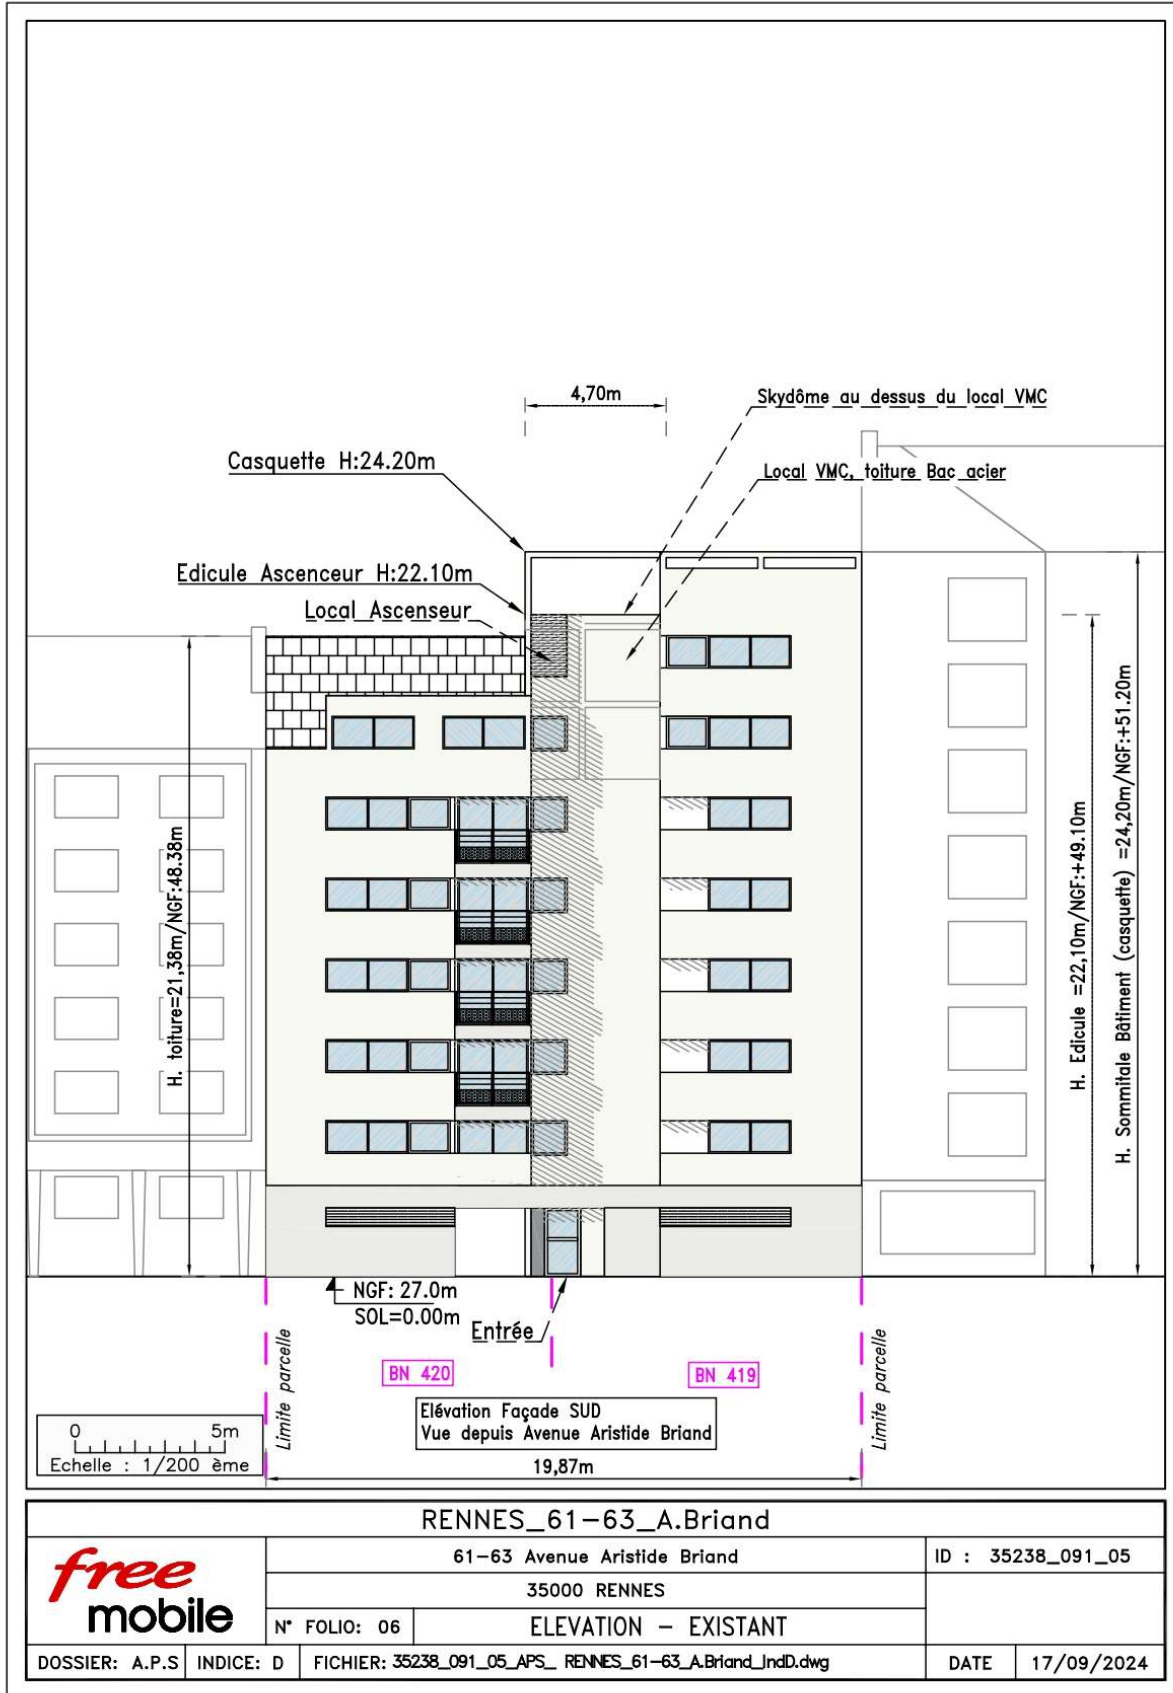 4,70m
Skydôme au dessus du local VMC
Casquette H:24.20m
Local VMC, toiture Bac acier
Edicule Ascenceur H:22.10m
Local Ascenseur
H. toiture=21,38m/NGF:48.38m
H. Edicule =22,10m/NGF:+49.10m
H. Sommitale Bâtiment (casquette) =24,20m/NGF:+51.20m
NGF: 27.0m
SOL=0.00m
Entrée
Limite parcelle
BN 420
BN 419
Limite parcelle
Elévation Façade SUD
Vue depuis Avenue Aristide Briand
0 5m
Echelle : 1/200 ème
19,87m
RENNES_61-63_A.Briand
free
mobile
61-63 Avenue Aristide Briand
ID : 35238_091_05
35000 RENNES
N° FOLIO: 06
ELEVATION - EXISTANT
DOSSIER: A.P.S
INDICE: D
FICHIER: 35238_091_05_APS_ RENNES_61-63_A.Briand_IndD.dwg
DATE
17/09/2024